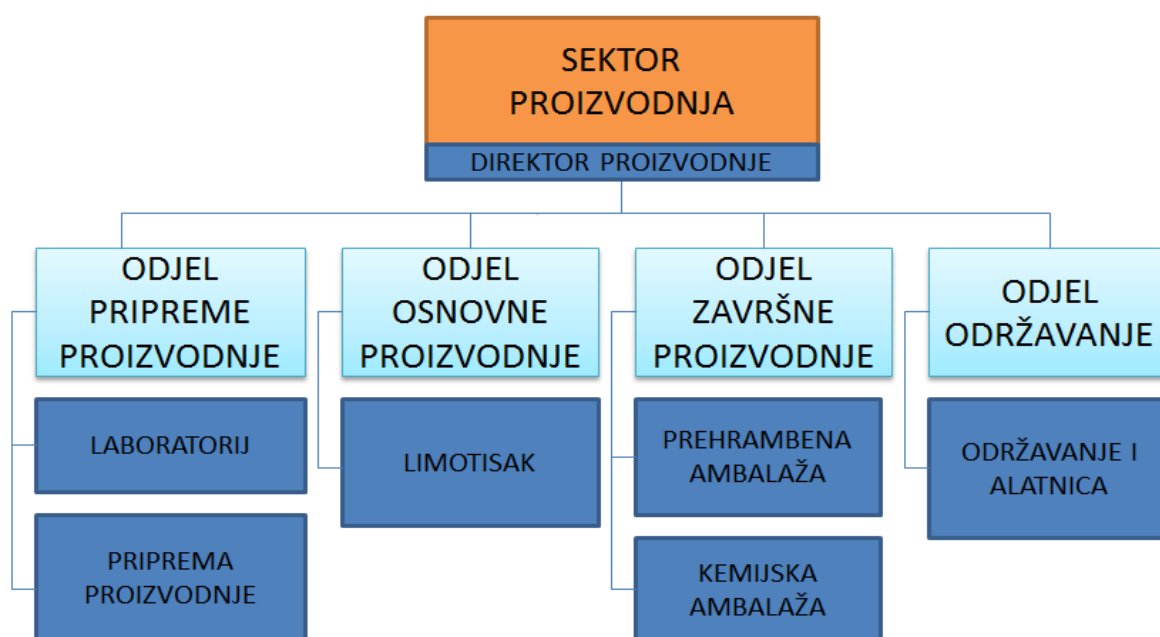 SEKTOR
PROIZVODNJA
DIREKTOR PROIZVODNJE
ODJEL
PRIPREME
PROIZVODNJE
LABORATORIJ
PRIPREMA
PROIZVODNJE
ODJEL
OSNOVNE
PROIZVODNJE
LIMOTISAK
ODJEL
ZAVRŠNE
PROIZVODNJE
PREHRAMBENA
AMBALAŽA
KEMIJSKA
AMBALAŽA
ODJEL
ODRŽAVANJE
ODRŽAVANJE I
ALATNICA